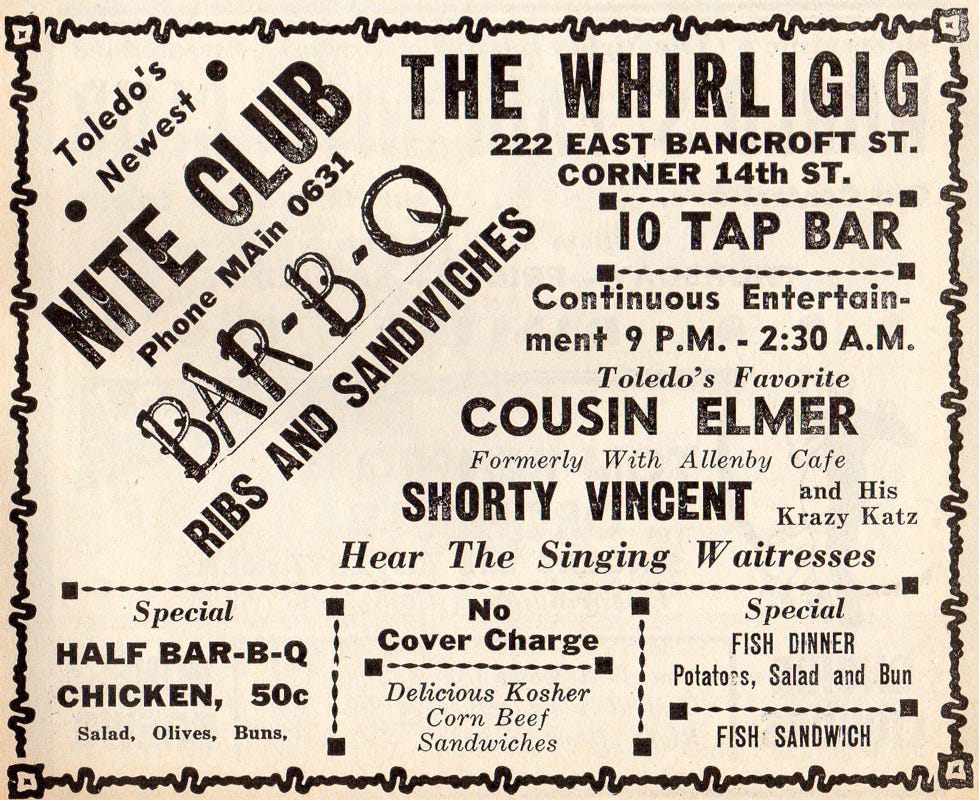 Toledo's
Newest
NITE CLUB
Phone MAin 0631
BAR-B-Q
RIBS AND SANDWICHES
THE WHIRLIGIG
222 EAST BANCROFT ST.
CORNER 14th ST.
10 TAP BAR
Continuous Entertain-
ment 9 P.M. - 2:30 A.M.
Toledo's Favorite
COUSIN ELMER
Formerly With Allenby Cafe
SHORTY VINCENT and His
Krazy Katz
Hear The Singing Waitresses
Special
HALF BAR-B-Q
CHICKEN, 50c
Salad, Olives, Buns,
No
Cover Charge
Delicious Kosher
Corn Beef
Sandwiches
Special
FISH DINNER
Potatoes, Salad and Bun
FISH SANDWICH